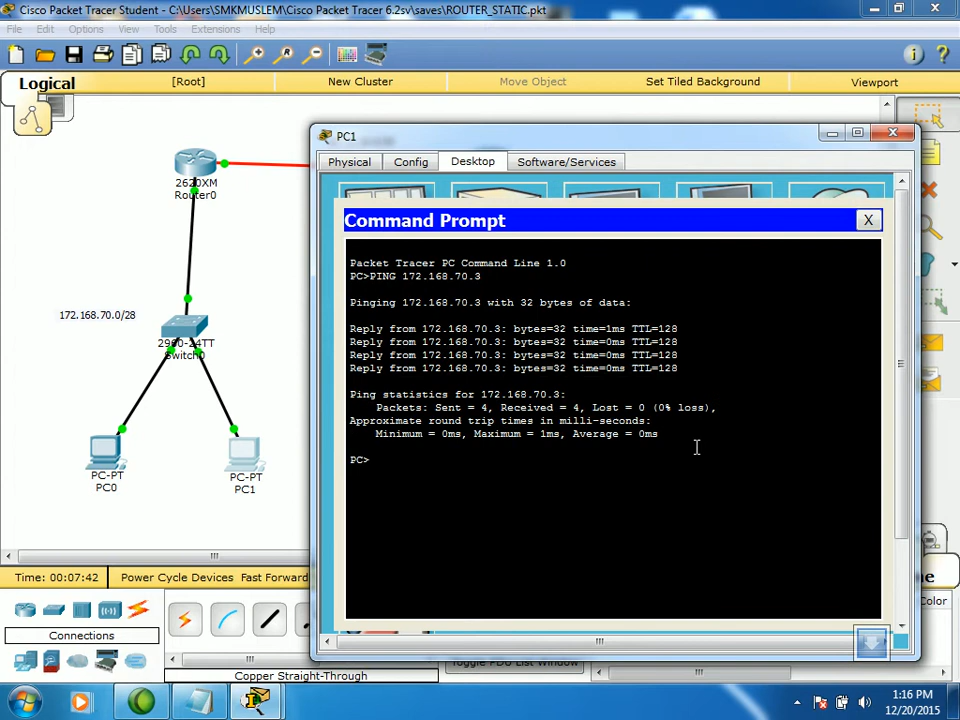 Cisco Packet Tracer Student - C:\Users\SMKMUSLEM\Cisco Packet Tracer 6.2sv\saves\ROUTER_STATIC.pkt
File Edit Options View Tools Extensions Help
Logical [Root] New Cluster Move Object Set Tiled Background Viewport
2620XM
Router0
172.168.70.0/28
2960-24TT
Switch0
PC-PT
PC0
PC-PT
PC1
PC1
Physical Config Desktop Software/Services
Command Prompt X
Packet Tracer PC Command Line 1.0
PC>PING 172.168.70.3
Pinging 172.168.70.3 with 32 bytes of data:
Reply from 172.168.70.3: bytes=32 time=1ms TTL=128
Reply from 172.168.70.3: bytes=32 time=0ms TTL=128
Reply from 172.168.70.3: bytes=32 time=0ms TTL=128
Reply from 172.168.70.3: bytes=32 time=0ms TTL=128
Ping statistics for 172.168.70.3:
Packets: Sent = 4, Received = 4, Lost = 0 (0% loss),
Approximate round trip times in milli-seconds:
Minimum = 0ms, Maximum = 1ms, Average = 0ms
PC>
Time: 00:07:42 Power Cycle Devices Fast Forward
Color
Connections
Toggle PDU List Window
Copper Straight-Through
1:16 PM
12/20/2015